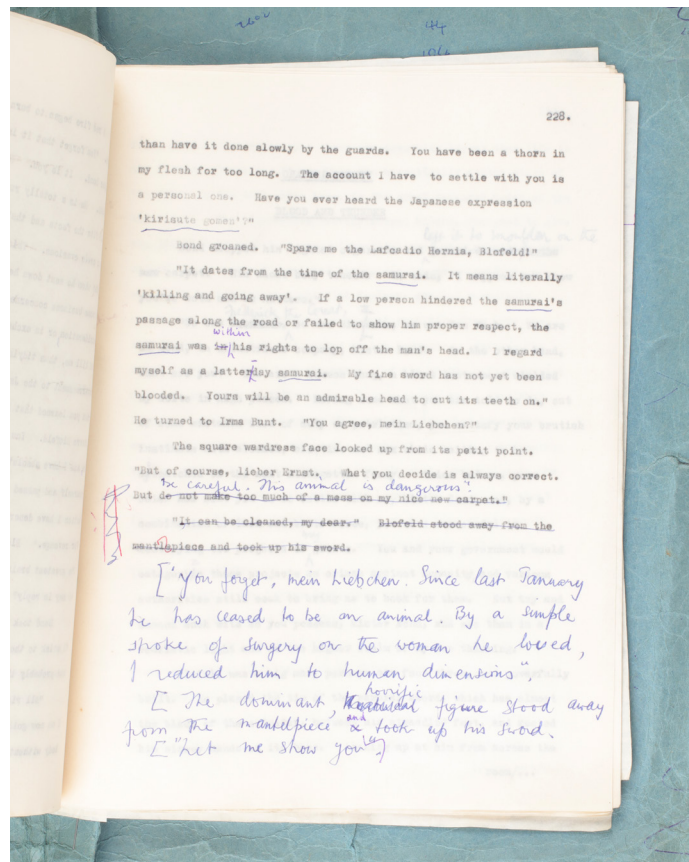 228.
than have it done slowly by the guards. You have been a thorn in
my flesh for too long. The account I have to settle with you is
a personal one. Have you ever heard the Japanese expression
'kirisute gomen'?"
Bond groaned. "Spare me the Lafcadio Hernia, Blofeld!"
"It dates from the time of the samurai. It means literally
'killing and going away'. If a low person hindered the samurai's
passage along the road or failed to show him proper respect, the
within
samurai was in his rights to lop off the man's head. I regard
myself as a latter-day samurai. My fine sword has not yet been
blooded. Yours will be an admirable head to cut its teeth on."
He turned to Irma Bunt. "You agree, mein Liebchen?"
The square wardress face looked up from its petit point.
"But of course, lieber Ernst. What you decide is always correct.
be careful. This animal is dangerous".
But do not make too much of a mess on my nice new carpet."
"It can be cleaned, my dear." Blofeld stood away from the
mantlepiece and took up his sword.
["You forget, mein Liebchen. Since last January
he has ceased to be an animal. By a simple
stroke of surgery on the woman he loved,
I reduced him to human dimensions",
horrific
[ The dominant, figure stood away
and
from the mantelpiece & took up his sword.
["Let me show you"]